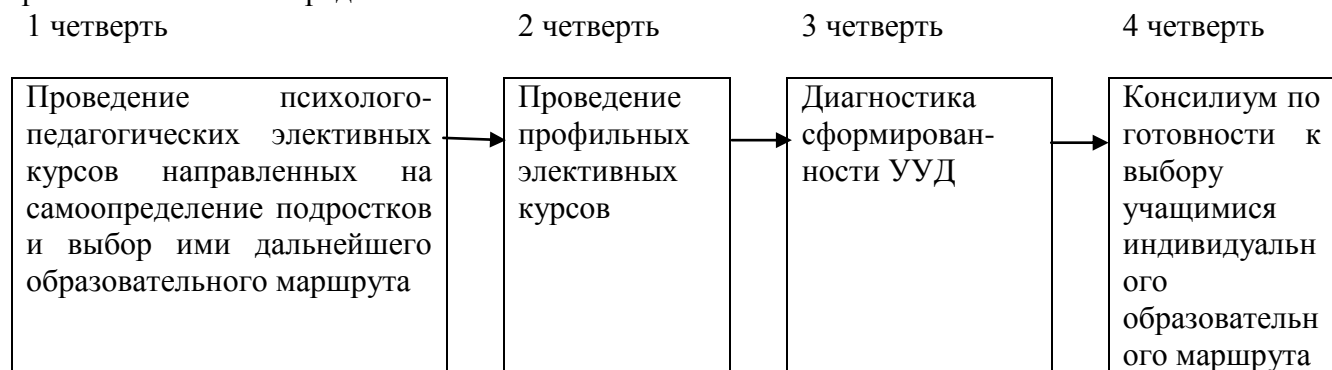 1 четверть
2 четверть
3 четверть
4 четверть
Проведение психолого-
педагогических элективных
курсов направленных на
самоопределение подростков
и выбор ими дальнейшего
образовательного маршрута
Проведение
профильных
элективных
курсов
Диагностика
сформирован-
ности УУД
Консилиум по
готовности к
выбору
учащимися
индивидуальн
ого
образовательн
ого маршрута